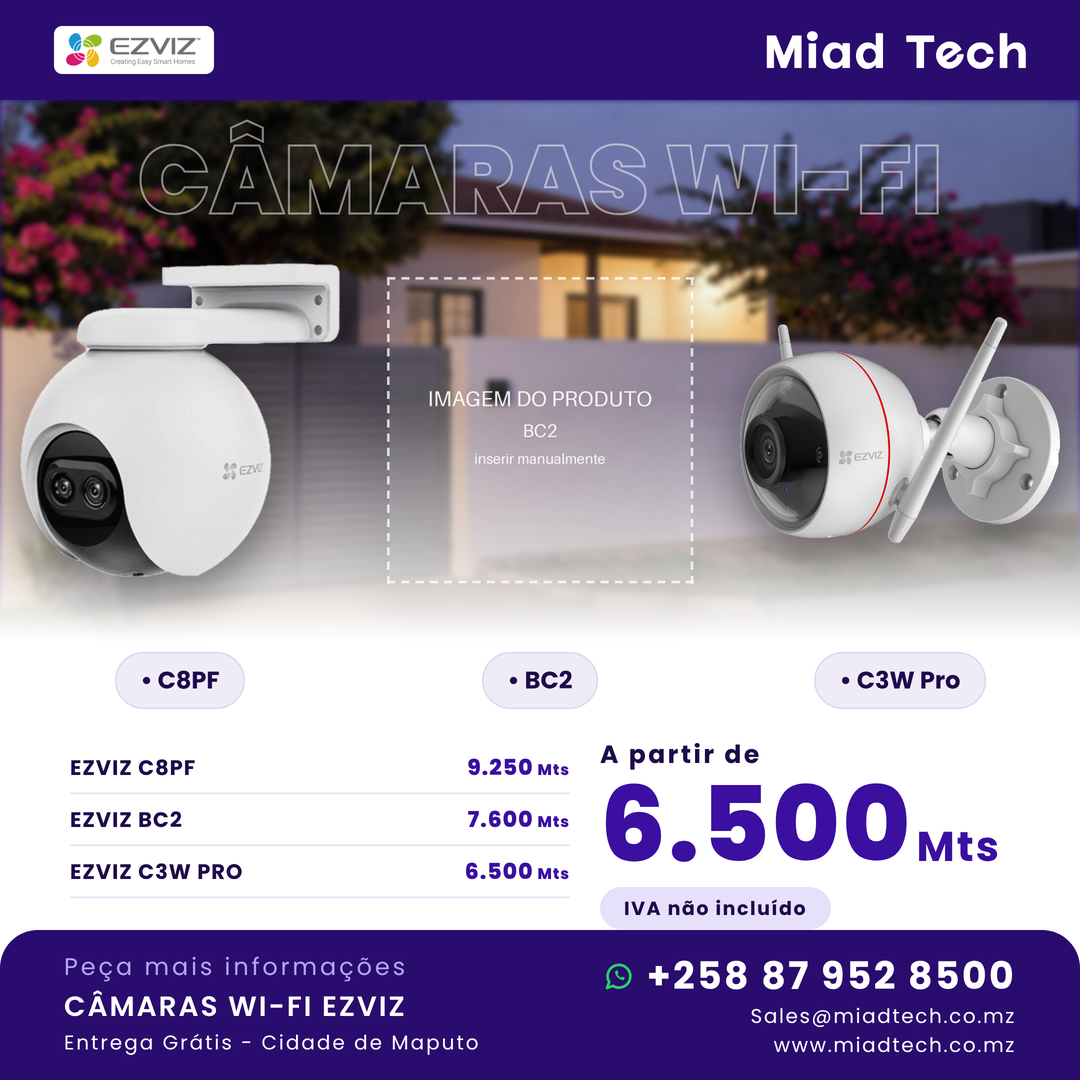 EZVIZ™
Creating Easy Smart Homes
Miad Tech
CÂMARAS WI-FI
IMAGEM DO PRODUTO
BC2
inserir manualmente
EZVIZ
EZVIZ
• C8PF
• BC2
• C3W Pro
EZVIZ C8PF 9.250 Mts
EZVIZ BC2 7.600 Mts
EZVIZ C3W PRO 6.500 Mts
A partir de
6.500 Mts
IVA não incluído
Peça mais informações
CÂMARAS WI-FI EZVIZ
Entrega Grátis - Cidade de Maputo
+258 87 952 8500
Sales@miadtech.co.mz
www.miadtech.co.mz